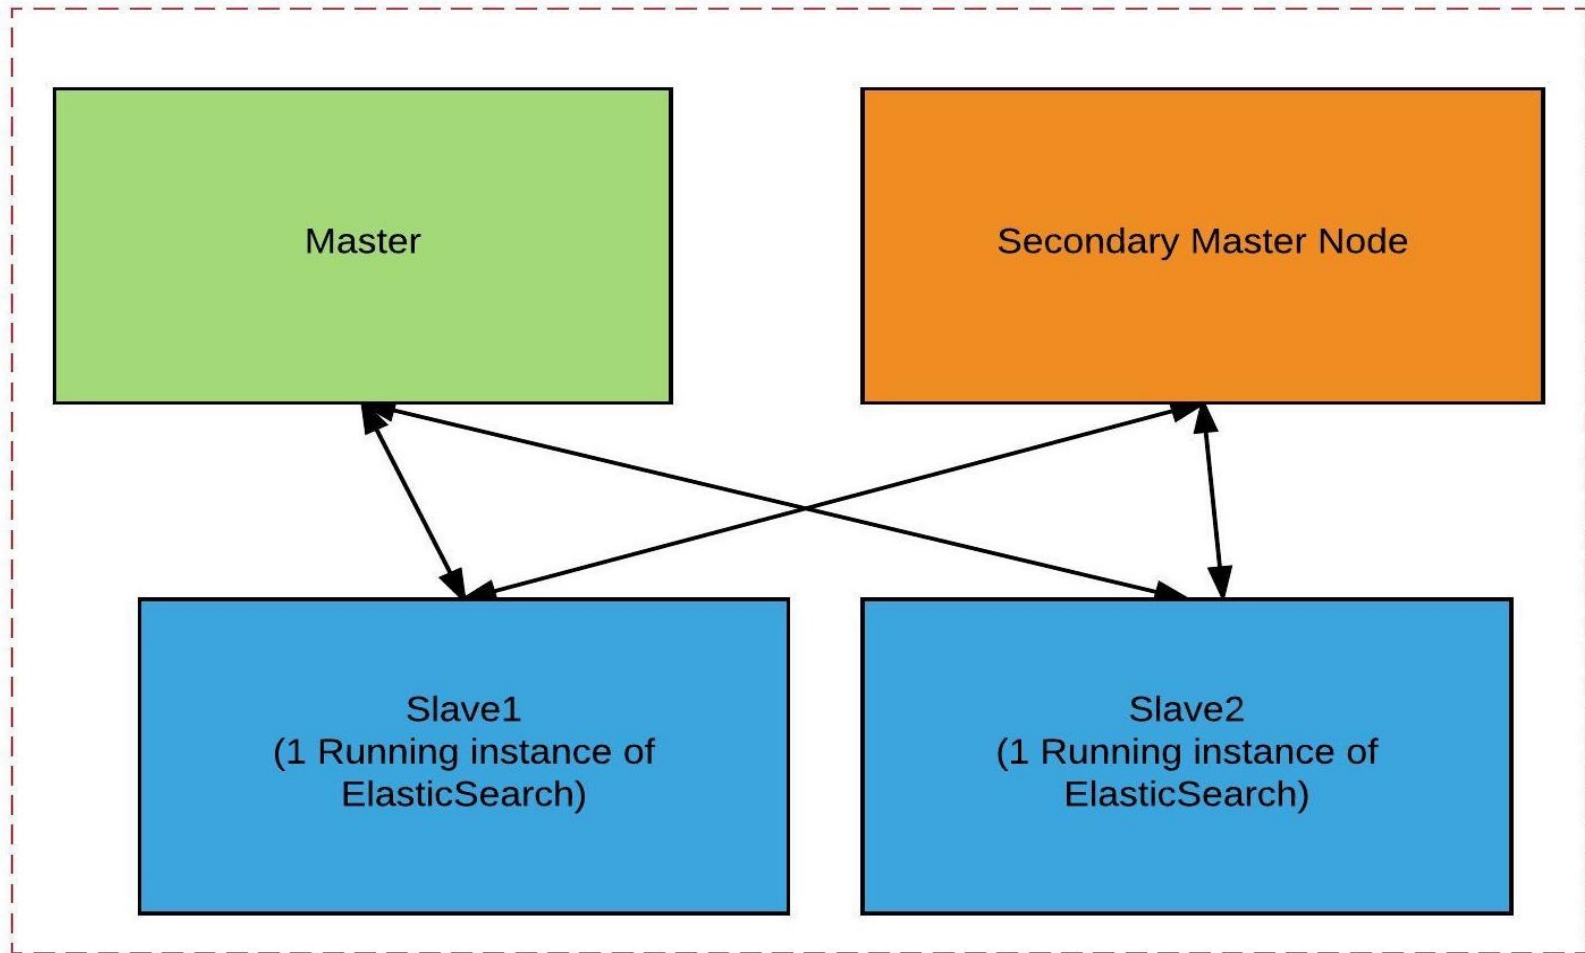 Master
Secondary Master Node
Slave1
(1 Running instance of
ElasticSearch)
Slave2
(1 Running instance of
ElasticSearch)